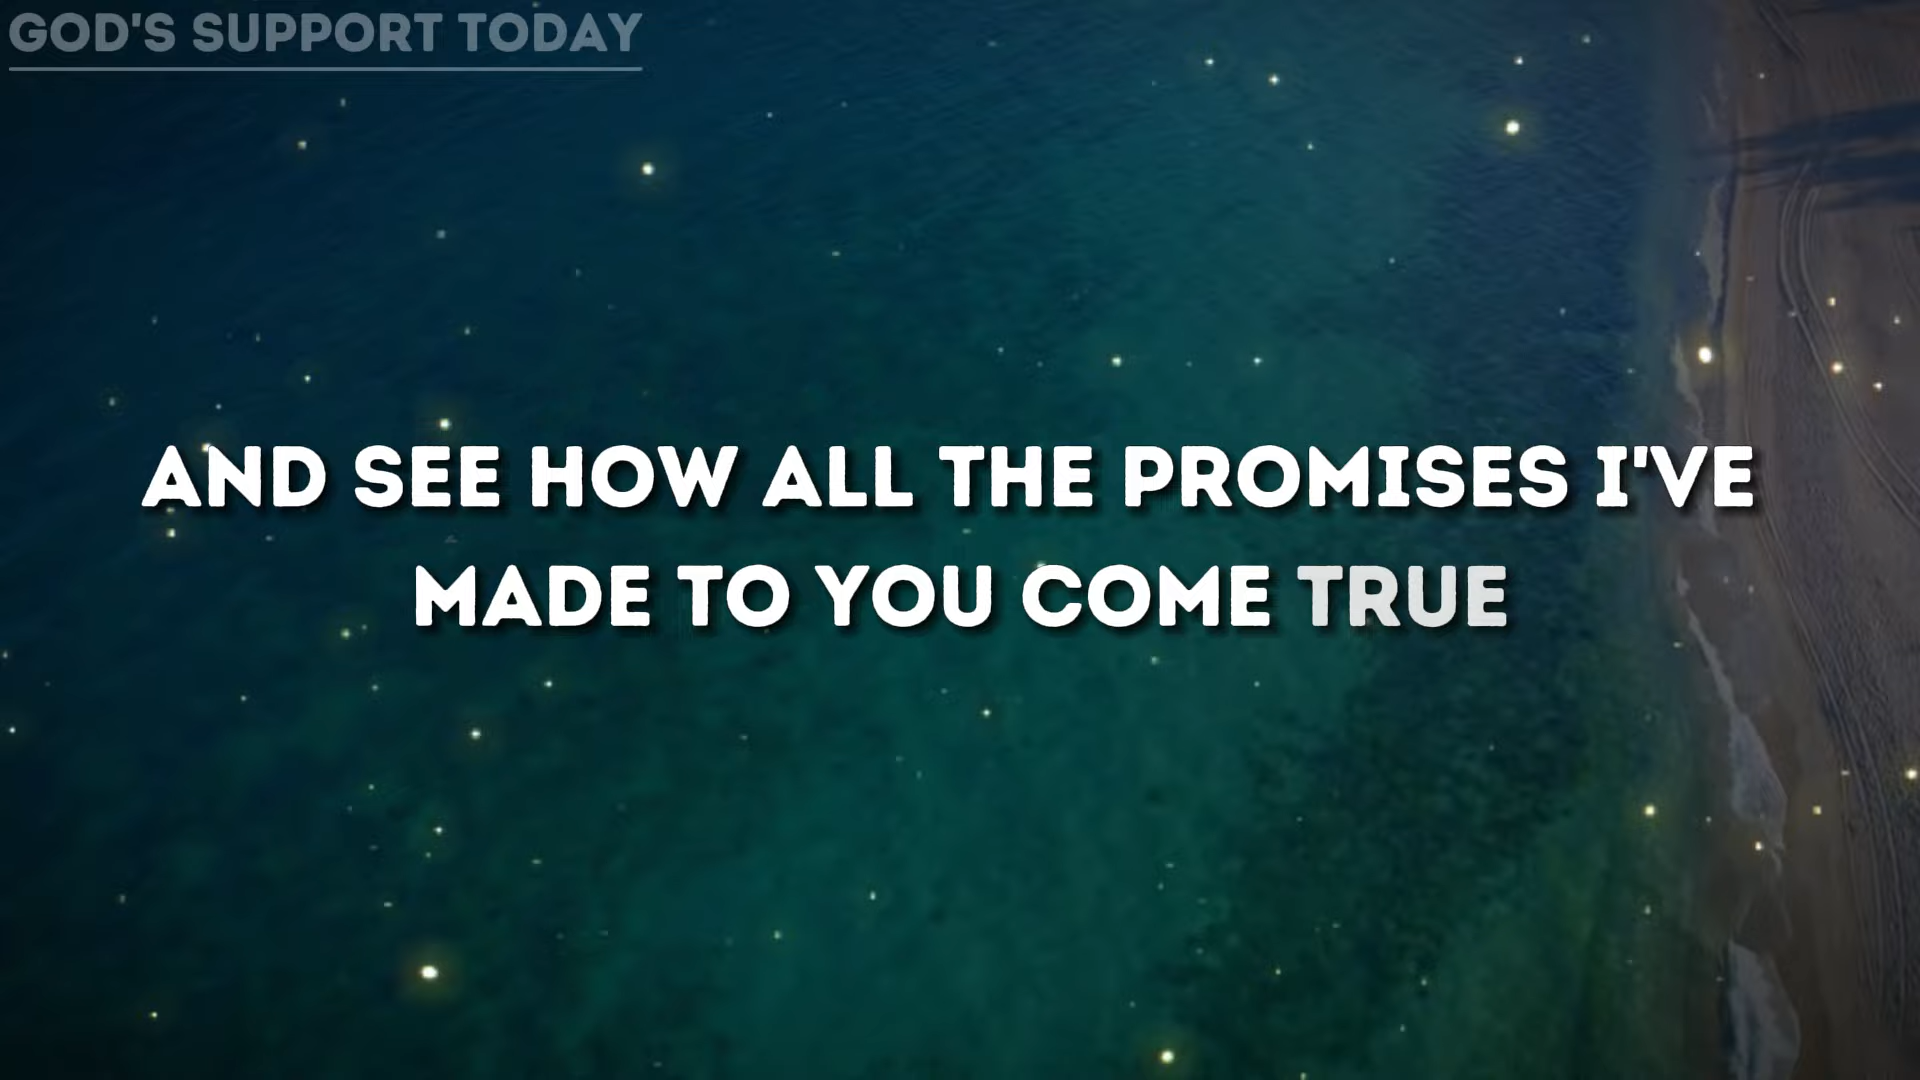 GOD'S SUPPORT TODAY
AND SEE HOW ALL THE PROMISES I'VE
MADE TO YOU COME TRUE